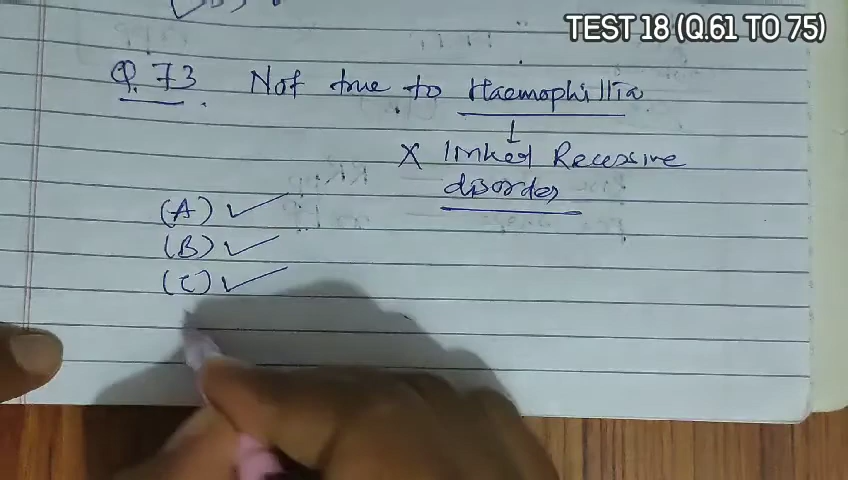 TEST 18 (Q.61 TO 75)
Q. 73 Not true to Haemophillia
X linked Recessive
disorder
(A) ✓
(B) ✓
(C) ✓